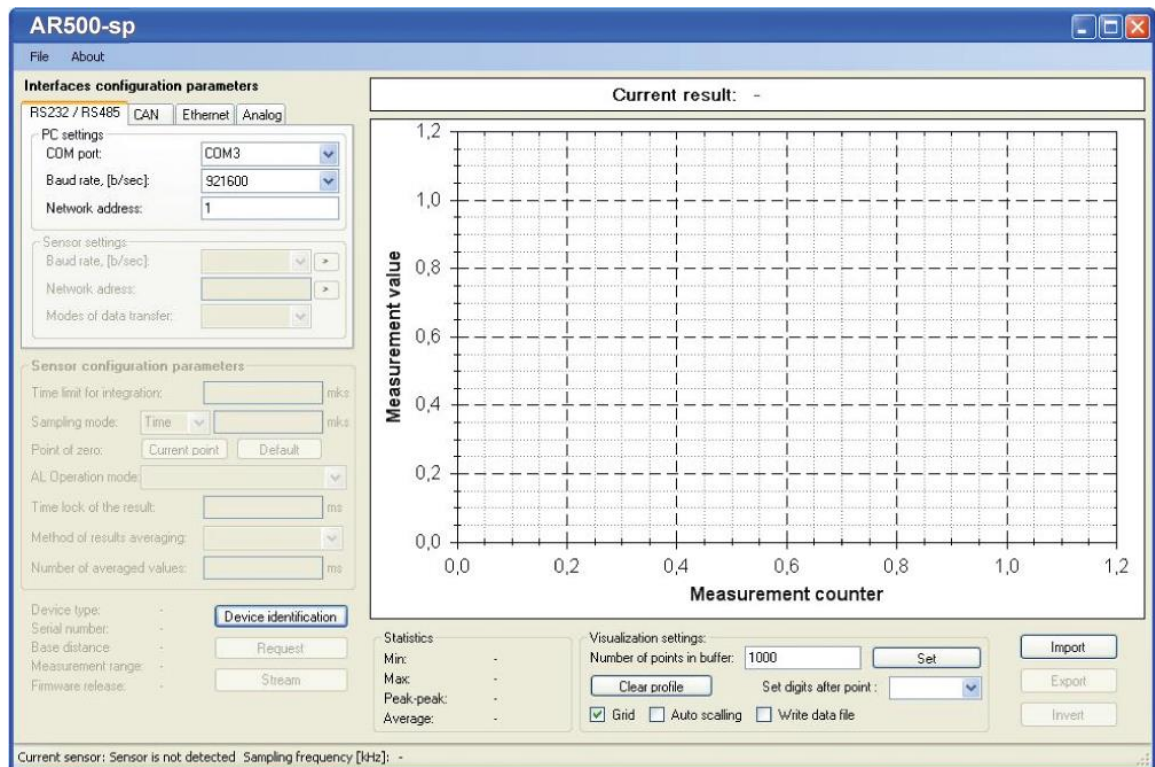 AR500-sp
File About
Interfaces configuration parameters
RS232 / RS485 CAN Ethernet Analog
PC settings
COM port: COM3
Baud rate, [b/sec]: 921600
Network address: 1
Sensor settings
Baud rate, [b/sec]: >
Network adress: >
Modes of data transfer:
Sensor configuration parameters
Time limit for integration: mks
Sampling mode: Time mks
Point of zero: Current point Default
AL Operation mode:
Time lock of the result: ms
Method of results averaging:
Number of averaged values: ms
Device type: - Device identification
Serial number: -
Base distance - Request
Measurement range: -
Firmware release: - Stream
Current result: -
Measurement value
1,2
1,0
0,8
0,6
0,4
0,2
0,0
0,0 0,2 0,4 0,6 0,8 1,0 1,2
Measurement counter
Statistics
Min: -
Max: -
Peak-peak: -
Average: -
Visualization settings:
Number of points in buffer: 1000 Set
Clear profile Set digits after point :
Grid Auto scalling Write data file
Import
Export
Invert
Current sensor: Sensor is not detected Sampling frequency [kHz]: -